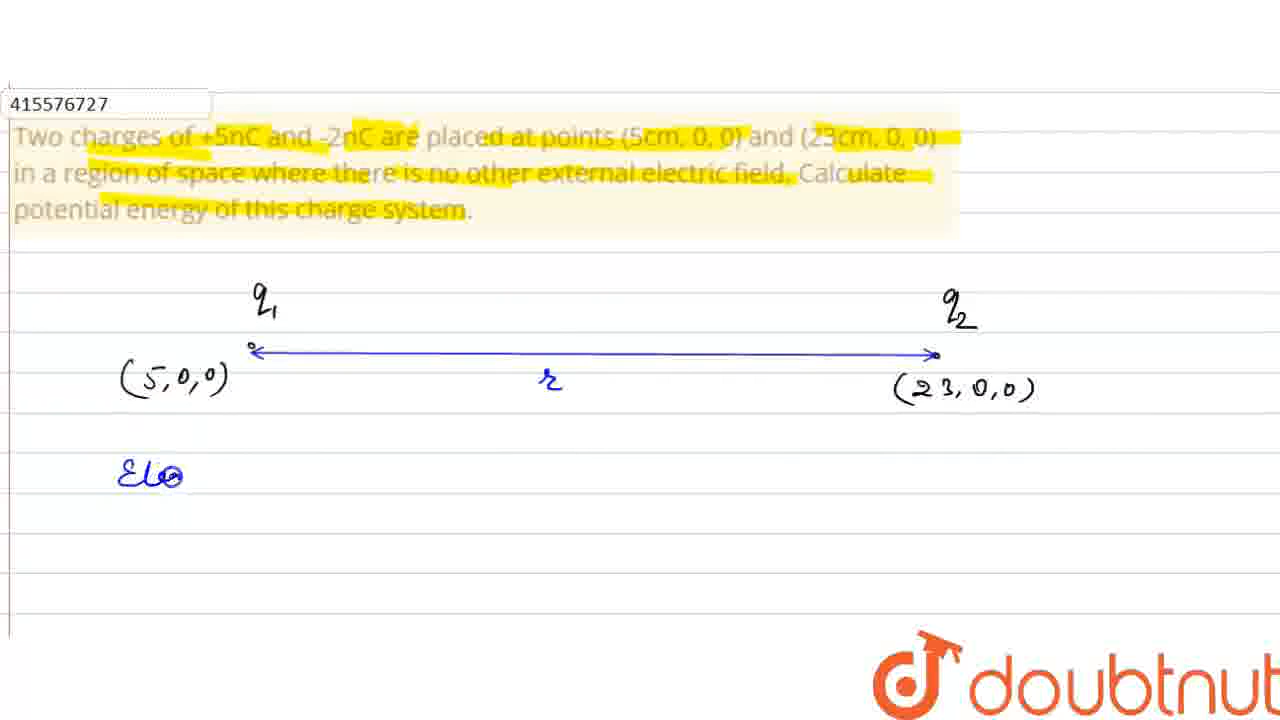 415576727
Two charges of +5nC and -2nC are placed at points (5cm, 0, 0) and (23cm, 0, 0)
in a region of space where there is no other external electric field. Calculate
potential energy of this charge system.
q1
q2
(5,0,0)
r
(23,0,0)
Ele
doubtnut